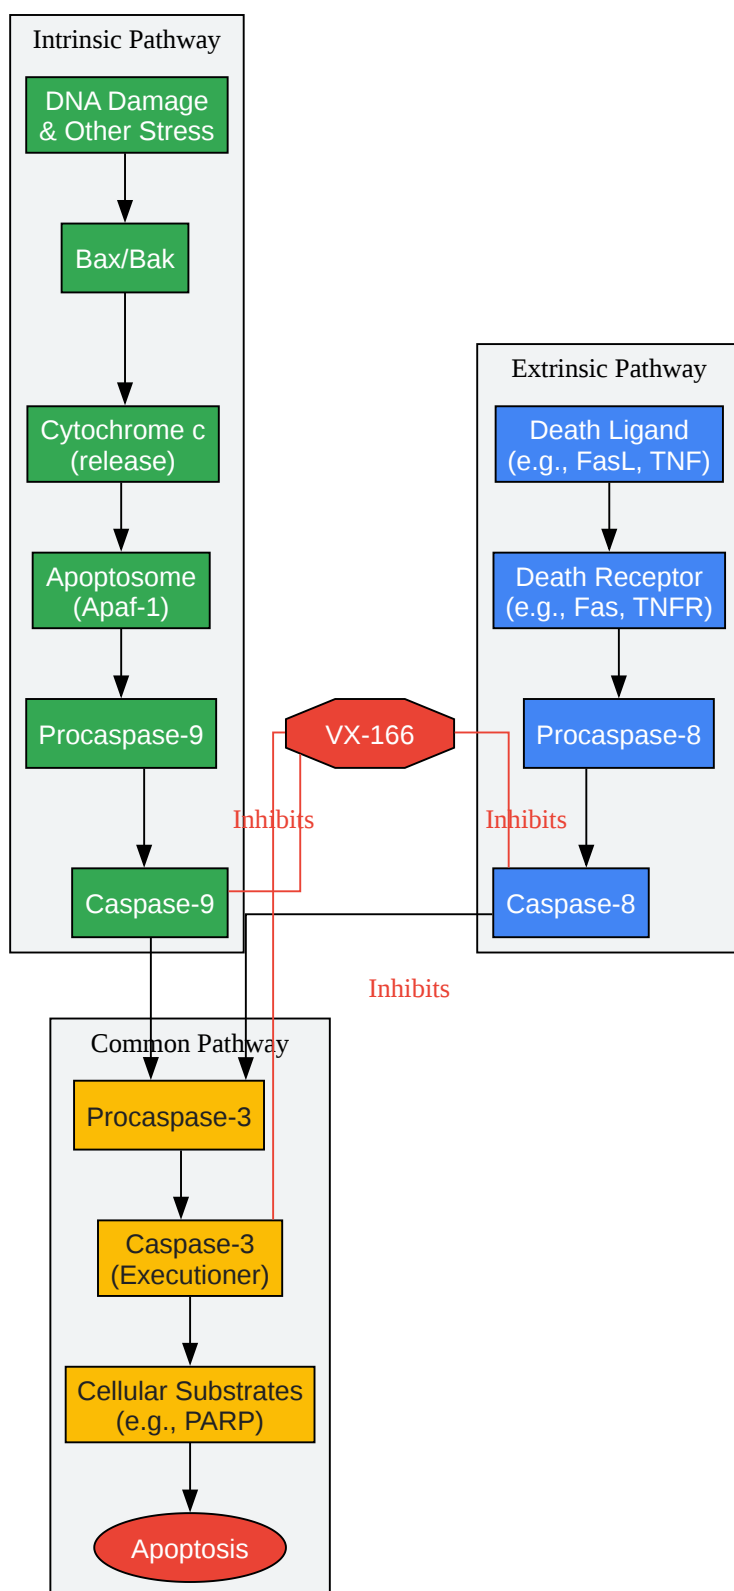 Intrinsic Pathway
DNA Damage
& Other Stress
Bax/Bak
Cytochrome c
(release)
Apoptosome
(Apaf-1)
Procaspase-9
Caspase-9
Extrinsic Pathway
Death Ligand
(e.g., FasL, TNF)
Death Receptor
(e.g., Fas, TNFR)
Procaspase-8
Caspase-8
VX-166
Inhibits
Inhibits
Inhibits
Common Pathway
Procaspase-3
Caspase-3
(Executioner)
Cellular Substrates
(e.g., PARP)
Apoptosis